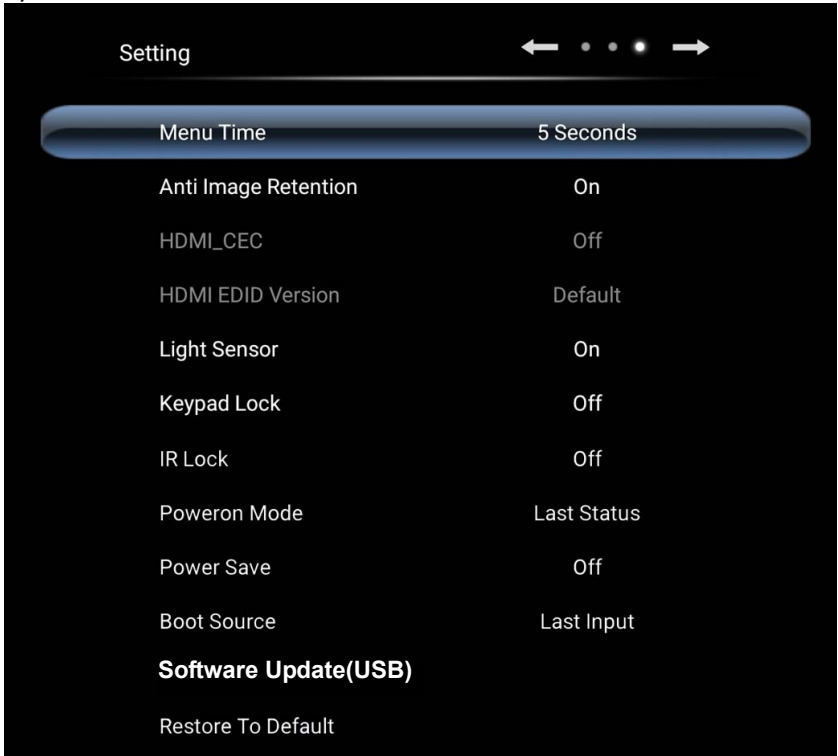 Setting
Menu Time 5 Seconds
Anti Image Retention On
HDMI_CEC Off
HDMI EDID Version Default
Light Sensor On
Keypad Lock Off
IR Lock Off
Poweron Mode Last Status
Power Save Off
Boot Source Last Input
Software Update(USB)
Restore To Default